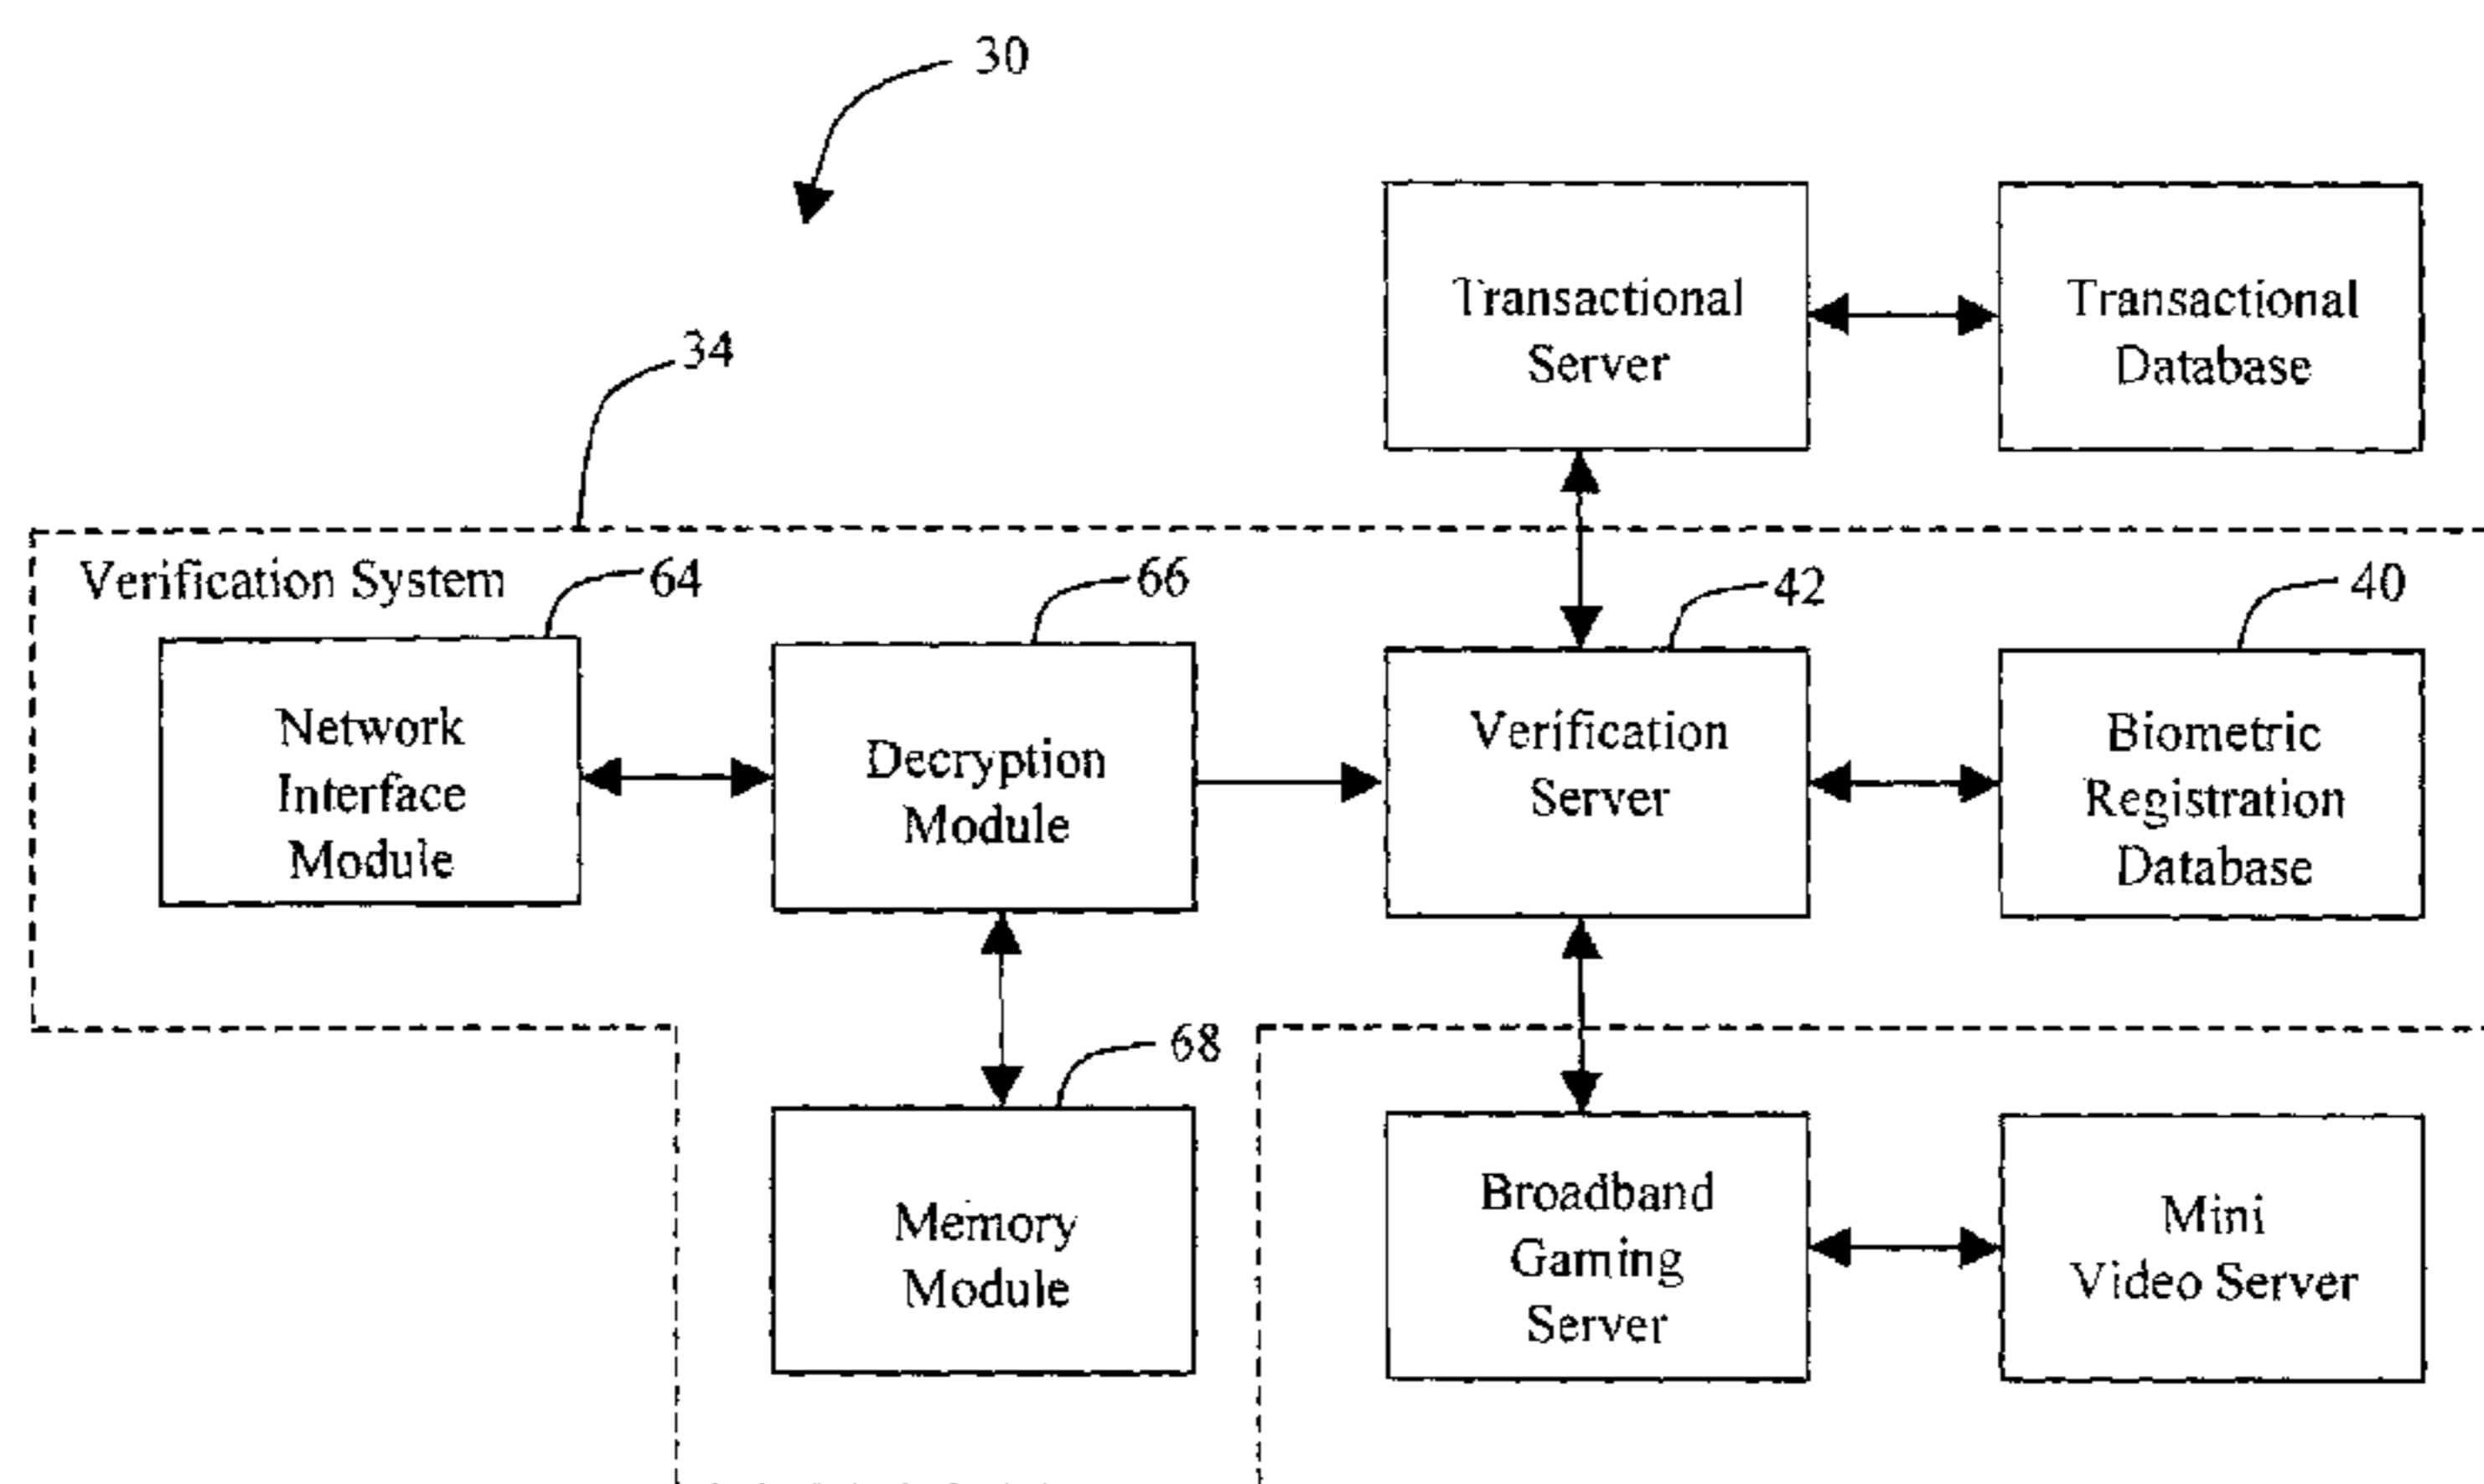 30
Transactional
Server
Transactional
Database
34
Verification System
64
66
42
40
Network
Interface
Module
Decryption
Module
Verification
Server
Biometric
Registration
Database
68
Memory
Module
Broadband
Gaming
Server
Mini
Video Server